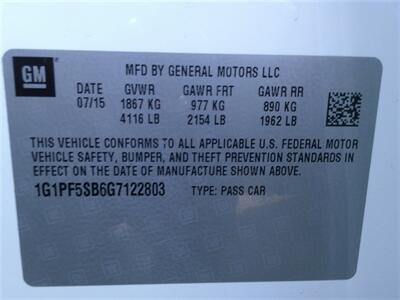 GM
MFD BY GENERAL MOTORS LLC
DATE GVWR GAWR FRT GAWR RR
07/15 1867 KG 977 KG 890 KG
4116 LB 2154 LB 1962 LB
THIS VEHICLE CONFORMS TO ALL APPLICABLE U.S. FEDERAL MOTOR
VEHICLE SAFETY, BUMPER, AND THEFT PREVENTION STANDARDS
IN EFFECT ON THE DATE OF MANUFACTURE SHOWN ABOVE.
1G1PF5SB6G7122803 TYPE: PASS CAR